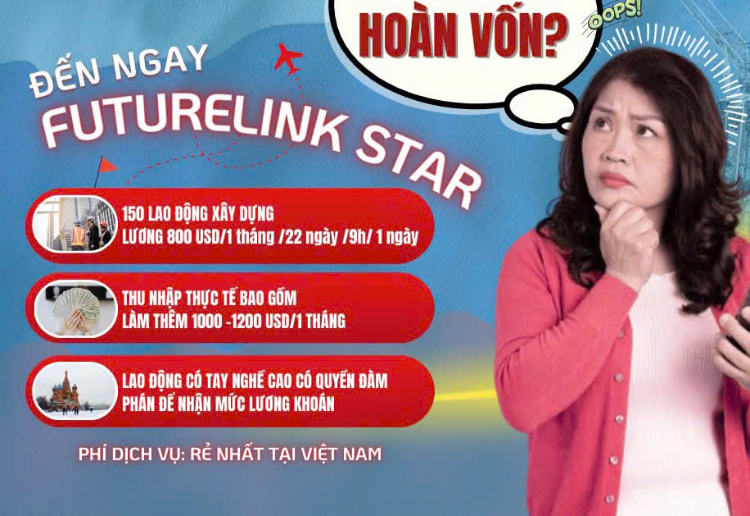 HOÀN VỐN?
OOPS!
ĐẾN NGAY
FUTURELINK STAR
150 LAO ĐỘNG XÂY DỰNG
LƯƠNG 800 USD/1 tháng /22 ngày /9h/ 1 ngày
THU NHẬP THỰC TẾ BAO GỒM
LÀM THÊM 1000 -1200 USD/1 THÁNG
LAO ĐỘNG CÓ TAY NGHỀ CAO CÓ QUYỀN ĐÀM
PHÁN ĐỂ NHẬN MỨC LƯƠNG KHOÁN
PHÍ DỊCH VỤ: RẺ NHẤT TẠI VIỆT NAM